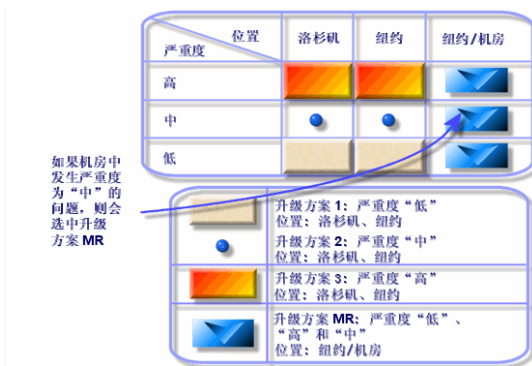 位置 洛杉矶 纽约 纽约/机房
严重度
高
中
低
如果机房中
发生严重度
为“中”的
问题，则会
选中升级
方案 MR
升级方案 1：严重度“低”
位置：洛杉矶、纽约
升级方案 2：严重度“中”
位置：洛杉矶、纽约
升级方案 3：严重度“高”
位置：洛杉矶、纽约
升级方案 MR：严重度“低”、
“高”和“中”
位置：纽约/机房